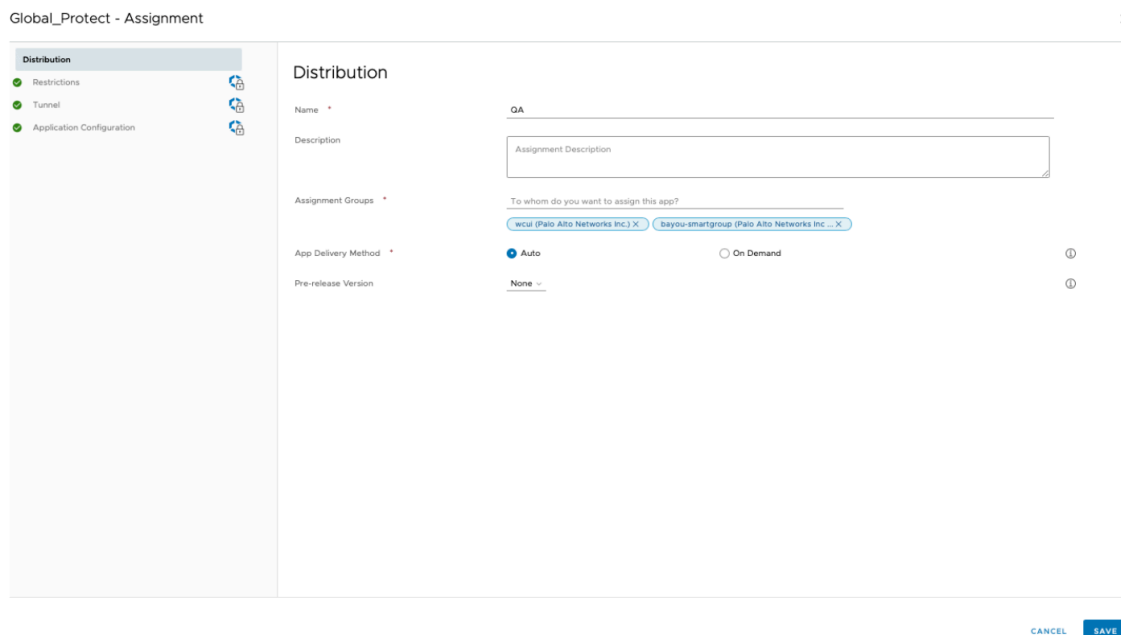 Global_Protect - Assignment
Distribution
Restrictions
Tunnel
Application Configuration
Distribution
Name *
QA
Description
Assignment Description
Assignment Groups *
To whom do you want to assign this app?
wcui (Palo Alto Networks Inc.) ×
bayou-smartgroup (Palo Alto Networks Inc ... ×
App Delivery Method *
Auto
On Demand
Pre-release Version
None
CANCEL
SAVE